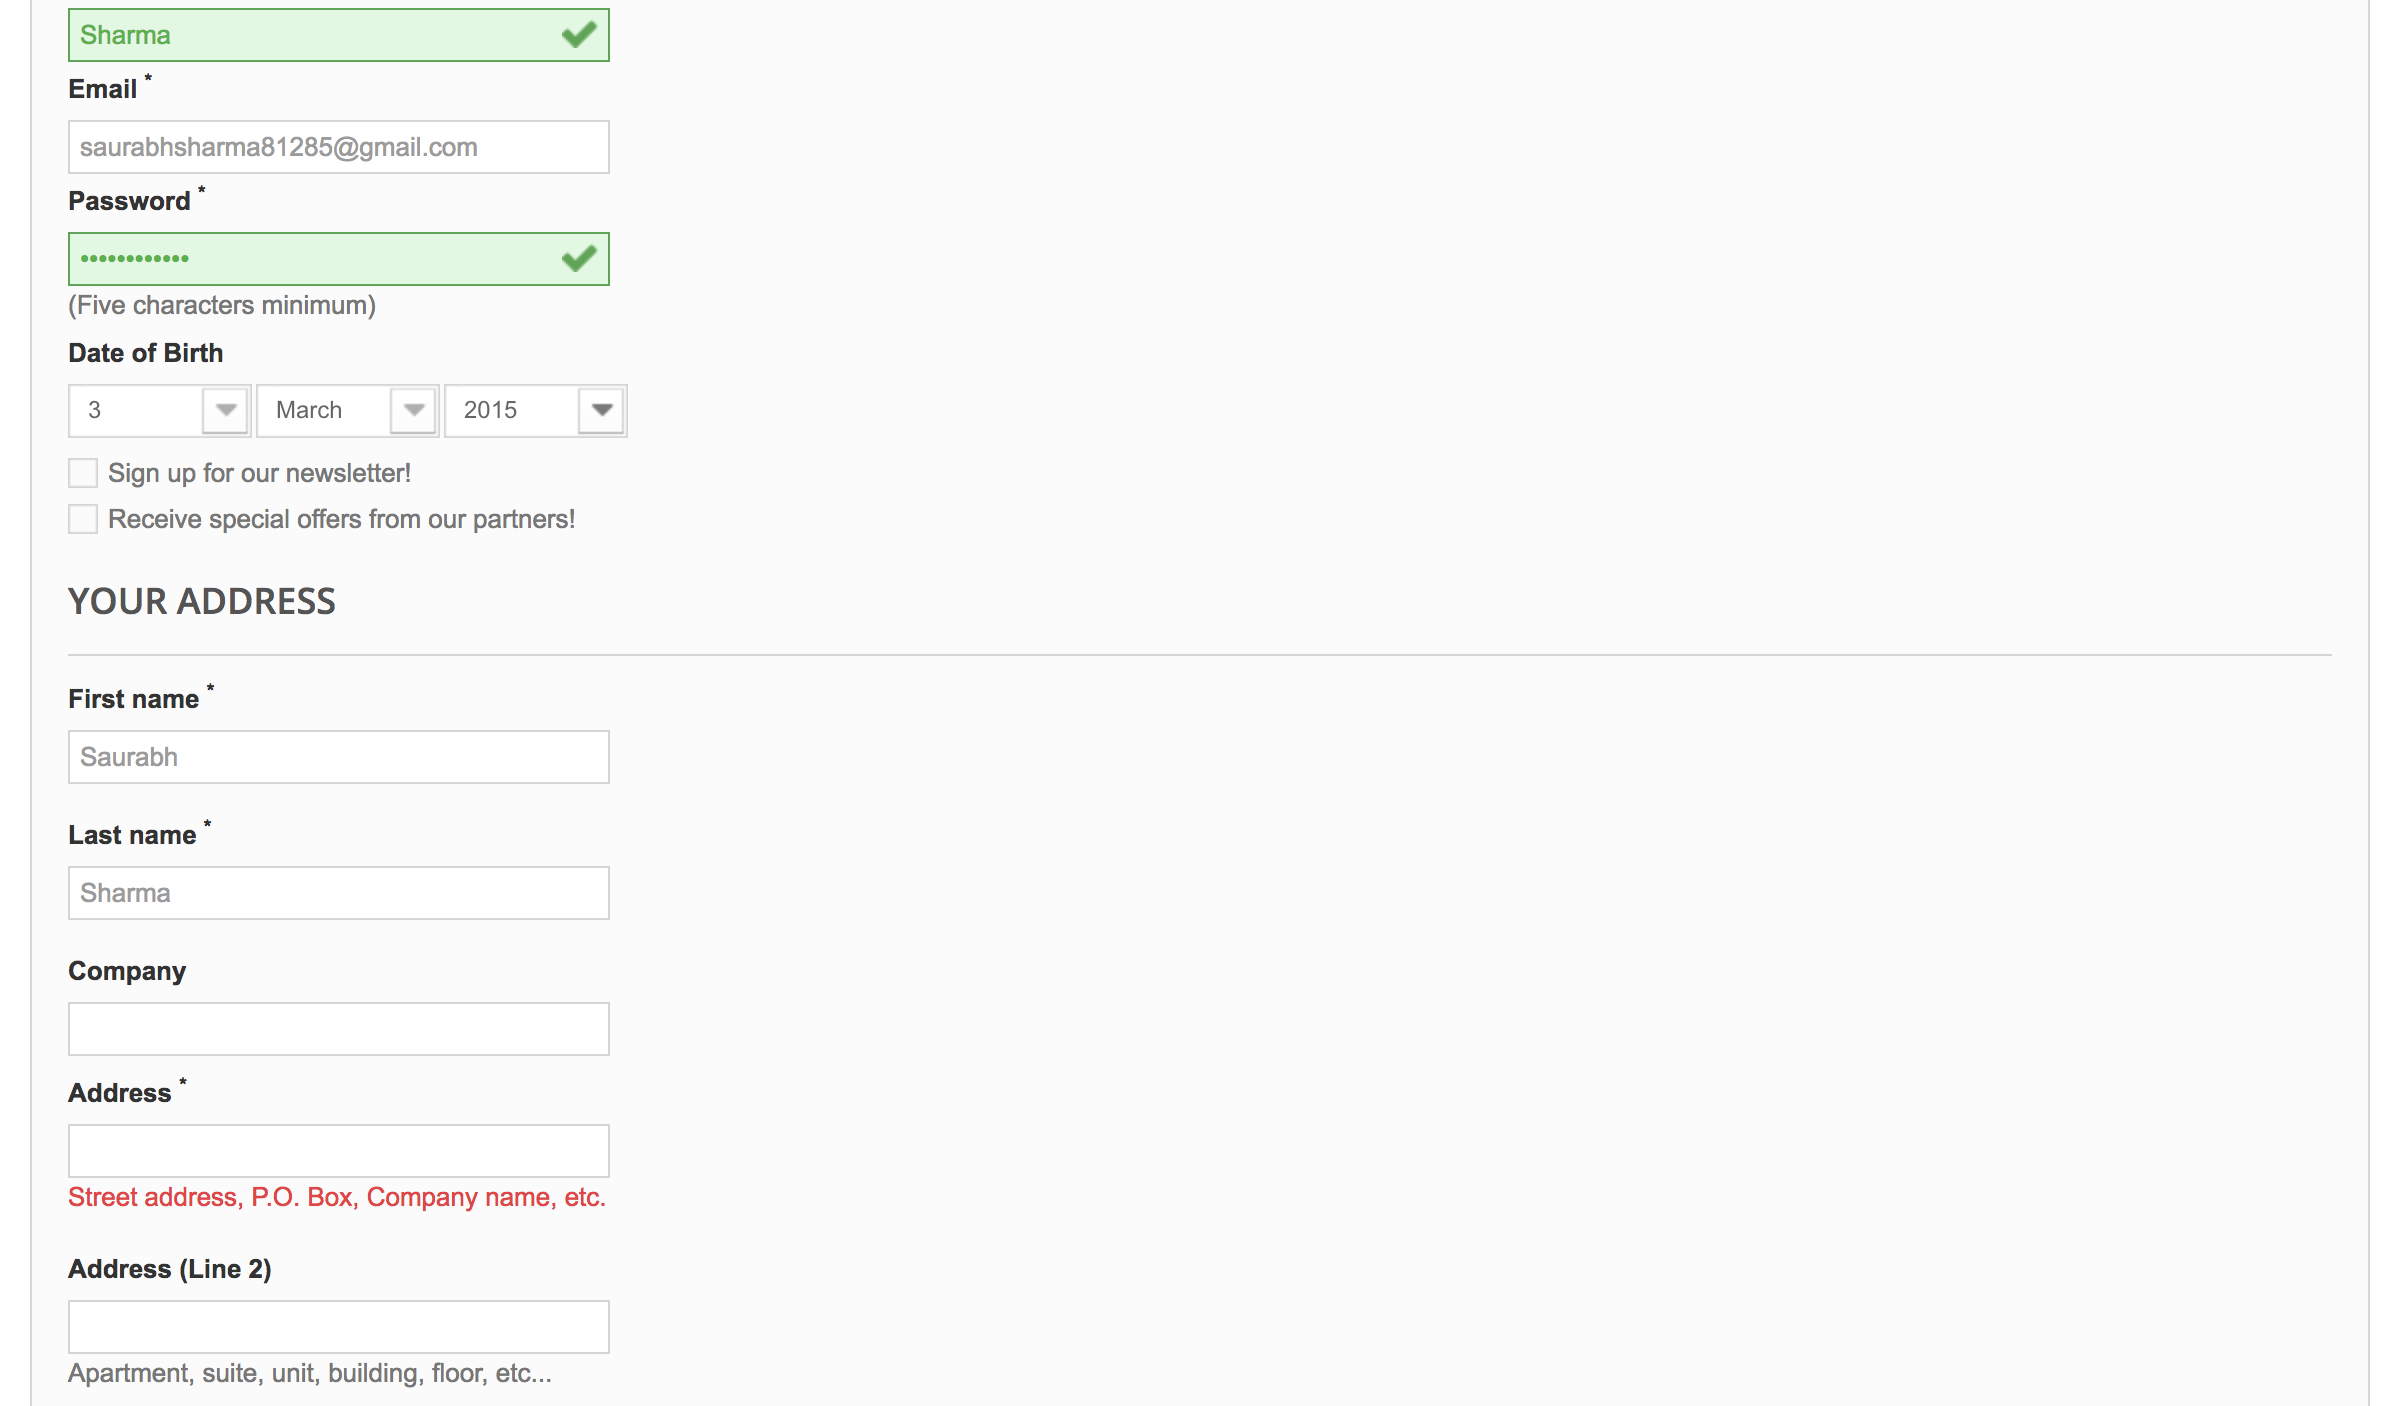 Sharma
Email *
saurabhsharma81285@gmail.com
Password *
••••••••••••
(Five characters minimum)
Date of Birth
3 March 2015
Sign up for our newsletter!
Receive special offers from our partners!
YOUR ADDRESS
First name *
Saurabh
Last name *
Sharma
Company
Address *
Street address, P.O. Box, Company name, etc.
Address (Line 2)
Apartment, suite, unit, building, floor, etc...